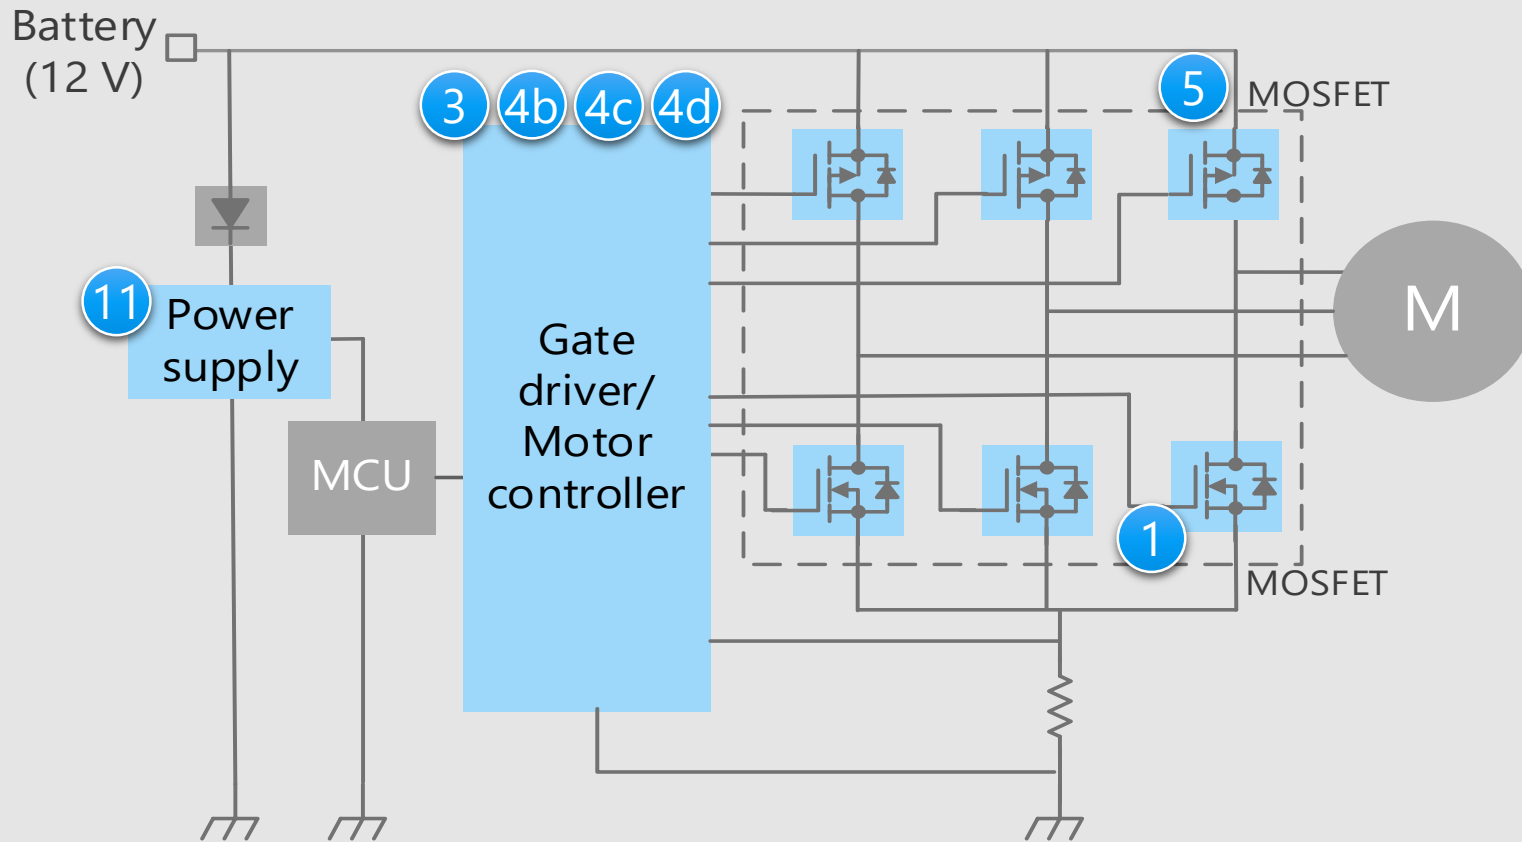 Battery
(12 V)
3
4b
4c
4d
5
MOSFET
11
Power
supply
Gate
driver/
Motor
controller
M
MCU
1
MOSFET